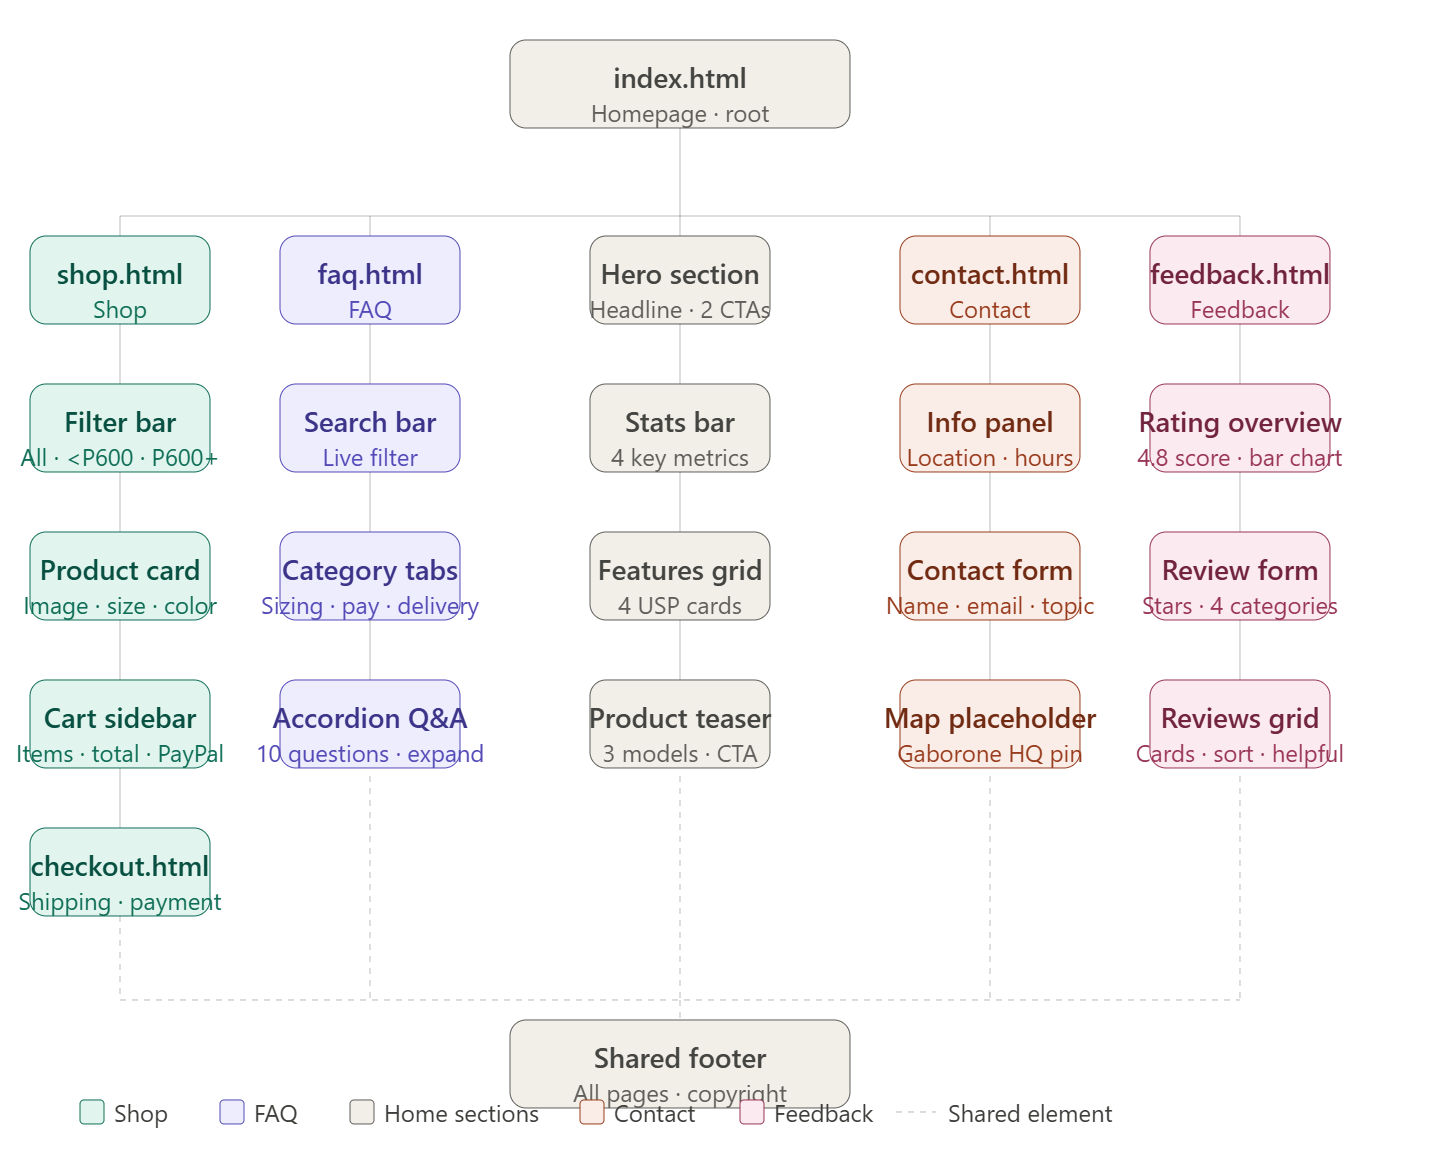 index.html
Homepage · root
shop.html
Shop
faq.html
FAQ
Hero section
Headline · 2 CTAs
contact.html
Contact
feedback.html
Feedback
Filter bar
All · <P600 · P600+
Search bar
Live filter
Stats bar
4 key metrics
Info panel
Location · hours
Rating overview
4.8 score · bar chart
Product card
Image · size · color
Category tabs
Sizing · pay · delivery
Features grid
4 USP cards
Contact form
Name · email · topic
Review form
Stars · 4 categories
Cart sidebar
Items · total · PayPal
Accordion Q&A
10 questions · expand
Product teaser
3 models · CTA
Map placeholder
Gaborone HQ pin
Reviews grid
Cards · sort · helpful
checkout.html
Shipping · payment
Shared footer
All pages · copyright
Shop
FAQ
Home sections
Contact
Feedback
Shared element